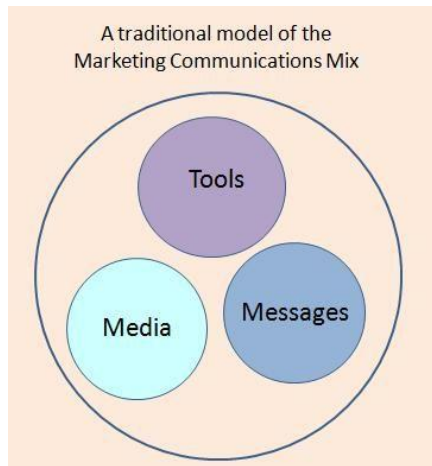 A traditional model of the
Marketing Communications Mix
Tools
Media
Messages